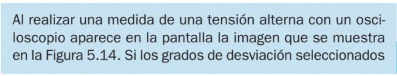 Al realizar una medida de una tensión alterna con un osci-
loscopio aparece en la pantalla la imagen que se muestra
en la Figura 5.14. Si los grados de desviación seleccionados